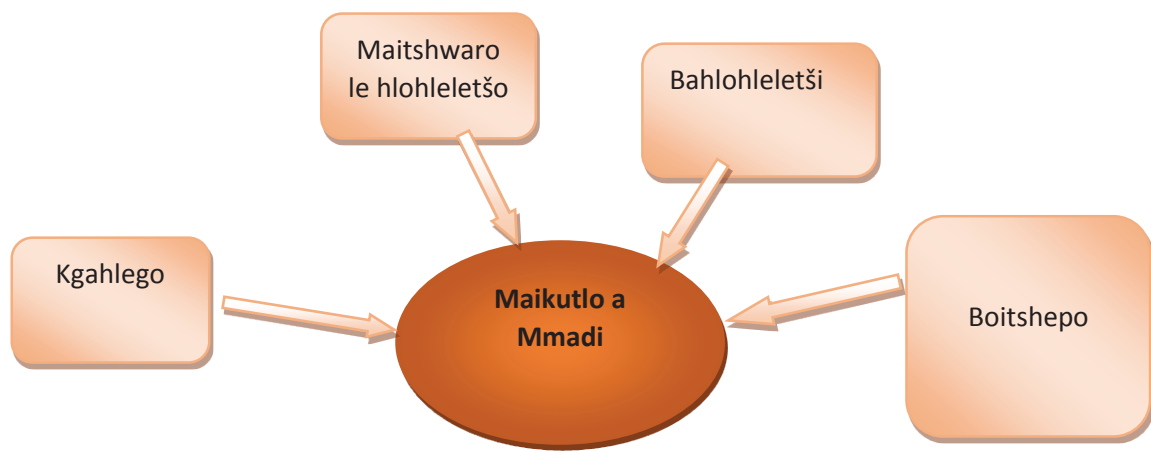 Maitshwaro
le hlohleletšo
Bahlohleletši
Kgahlego
Maikutlo a
Mmadi
Boitshepo